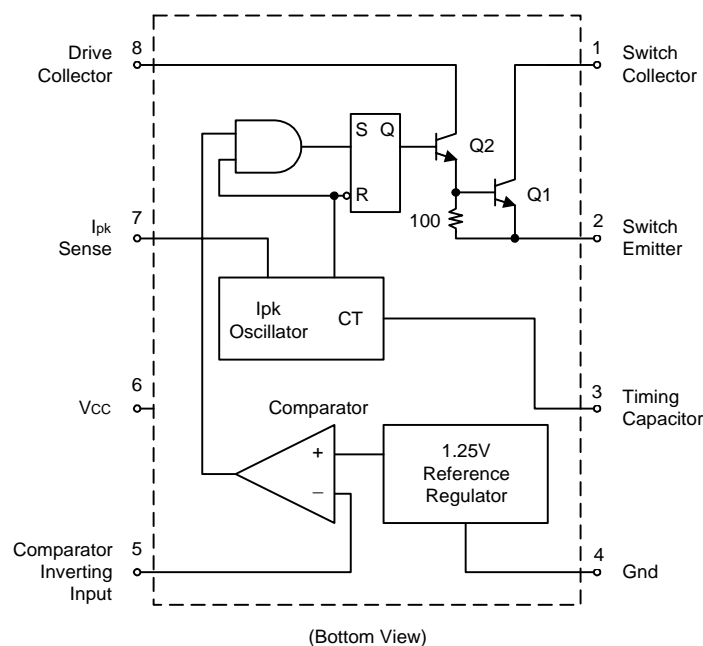 8
Drive
Collector
1
Switch
Collector
S Q
Q2
R
Q1
100
7
Ipk
Sense
2
Switch
Emitter
Ipk
Oscillator
CT
6
VCC
3
Timing
Capacitor
Comparator
+
–
1.25V
Reference
Regulator
5
Comparator
Inverting
Input
4
Gnd
(Bottom View)